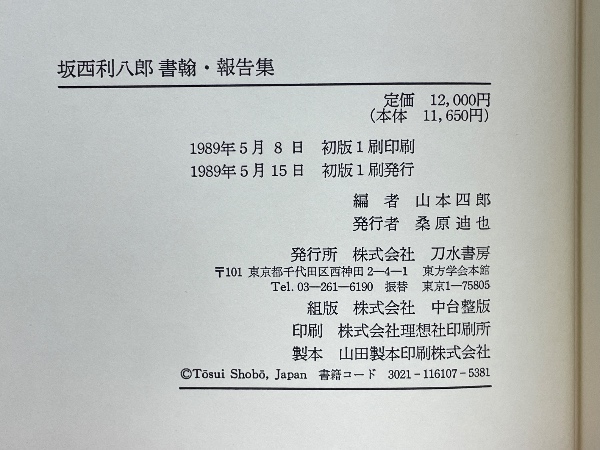 坂西利八郎 書翰・報告集
定価 12,000円
(本体 11,650円)
1989年5月 8 日 初版1刷印刷
1989年5月15日 初版1刷発行
編 者 山本四郎
発行者 桑原迪也
発行所 株式会社 刀水書房
〒101 東京都千代田区西神田2―4―1 東方学会本館
Tel. 03―261―6190 振替 東京1―75805
組版 株式会社 中台整版
印刷 株式会社理想社印刷所
製本 山田製本印刷株式会社
©Tōsui Shobō, Japan 書籍コード 3021-116107-5381